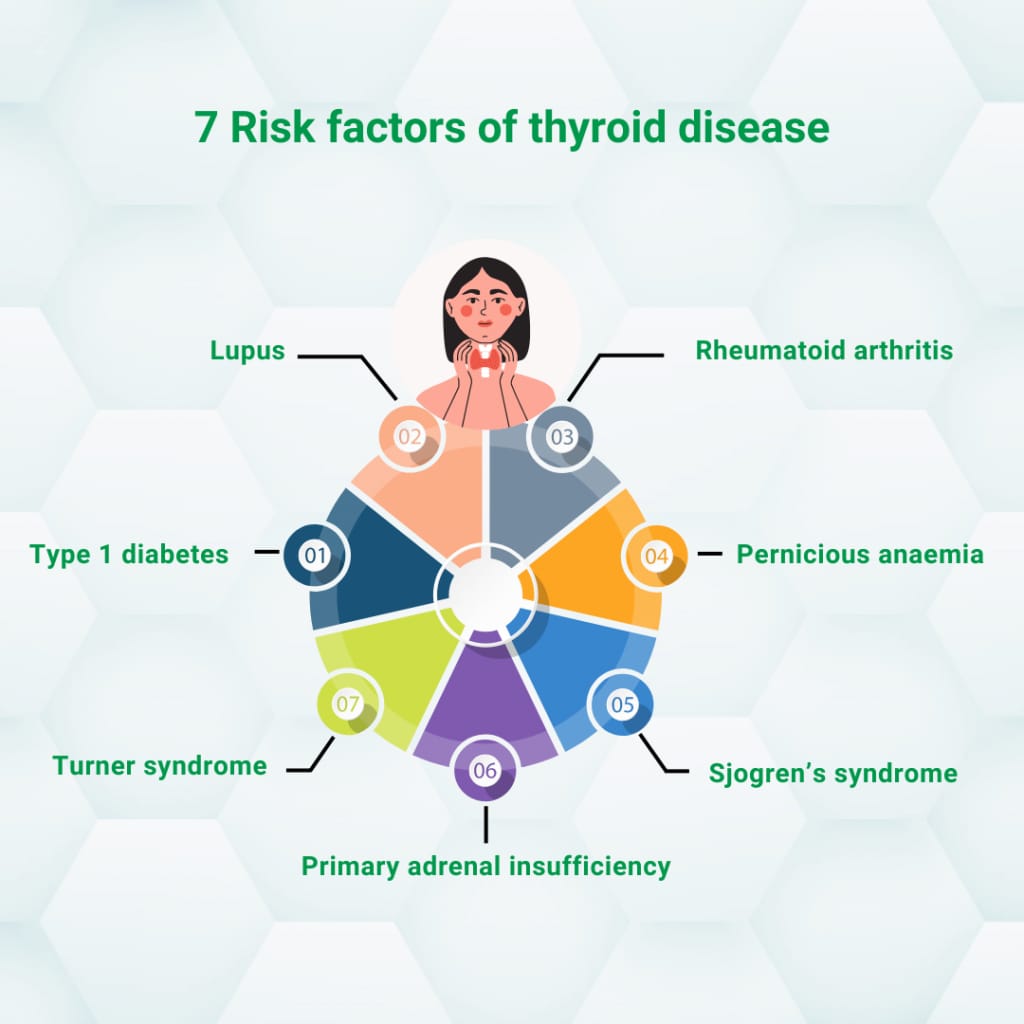 7 Risk factors of thyroid disease
Lupus
Rheumatoid arthritis
02
03
Type 1 diabetes
01
04
Pernicious anaemia
07
05
Turner syndrome
Sjogren’s syndrome
06
Primary adrenal insufficiency